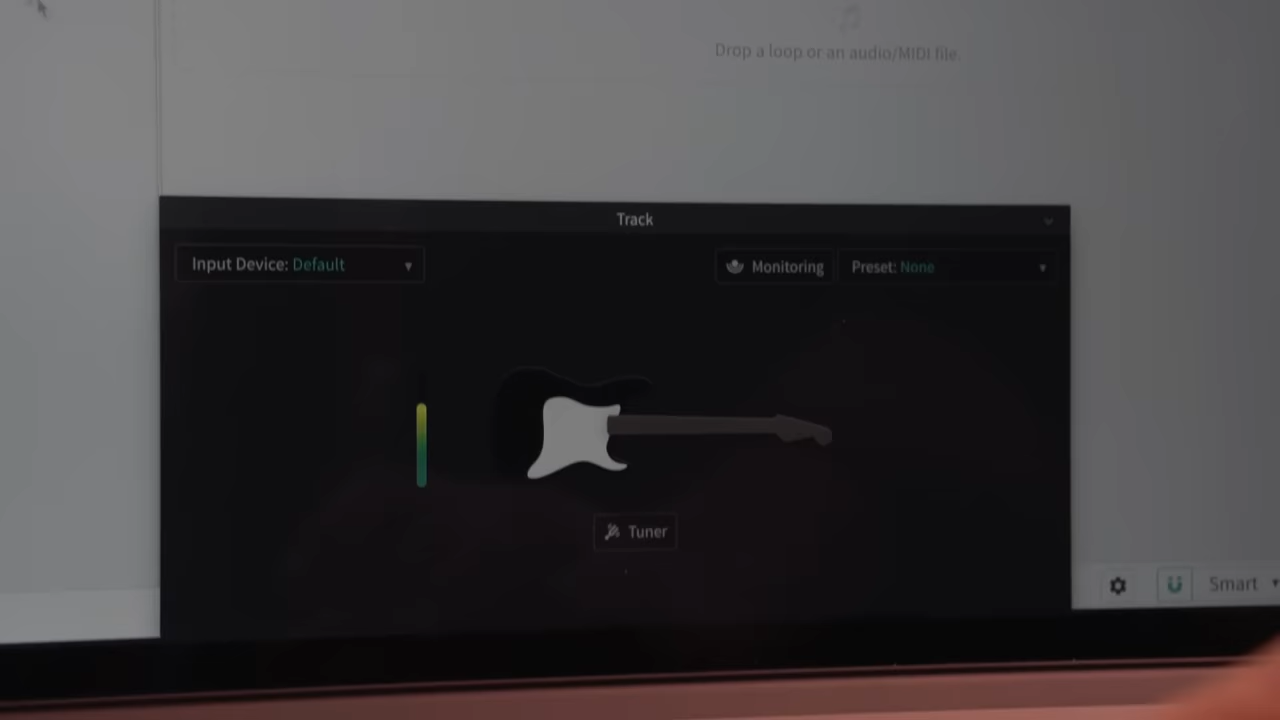 Drop a loop or an audio/MIDI file.
Track
Input Device: Default
Monitoring
Preset: None
Tuner
Smart